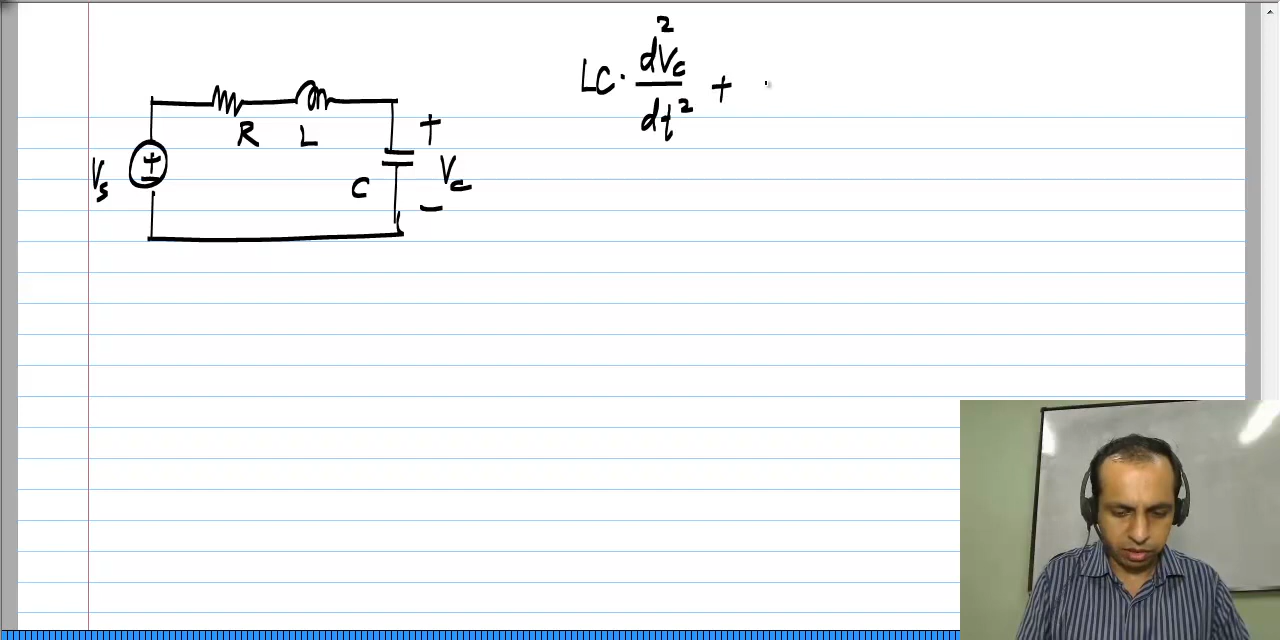 LC · d²Vc/dt² +
R L
+
Vs + − C Vc
−